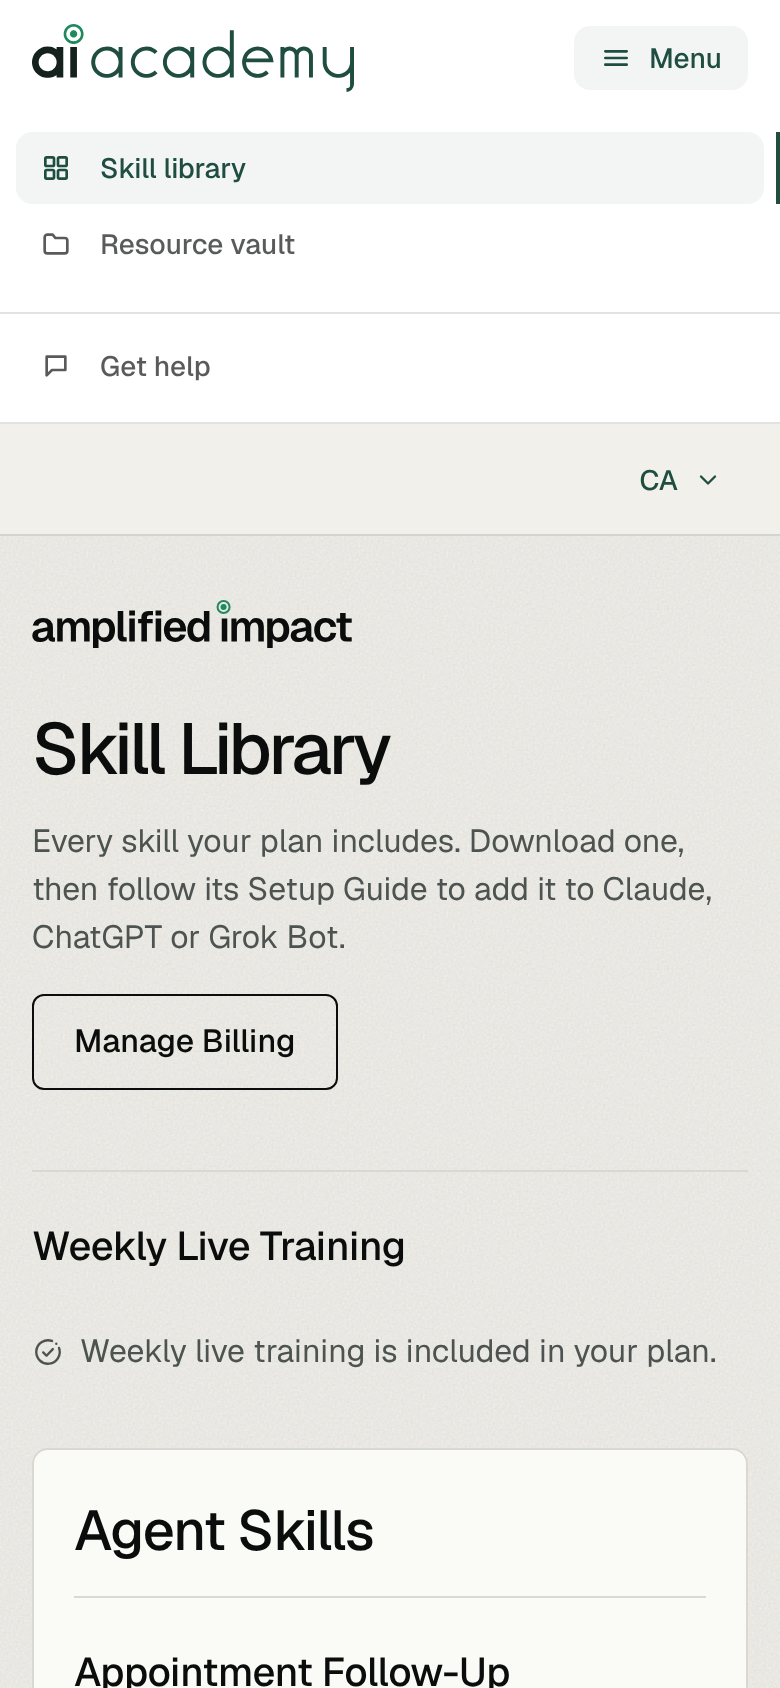 ai academy
Menu
Skill library
Resource vault
Get help
CA
amplified impact
Skill Library
Every skill your plan includes. Download one,
then follow its Setup Guide to add it to Claude,
ChatGPT or Grok Bot.
Manage Billing
Weekly Live Training
Weekly live training is included in your plan.
Agent Skills
Appointment Follow-Up